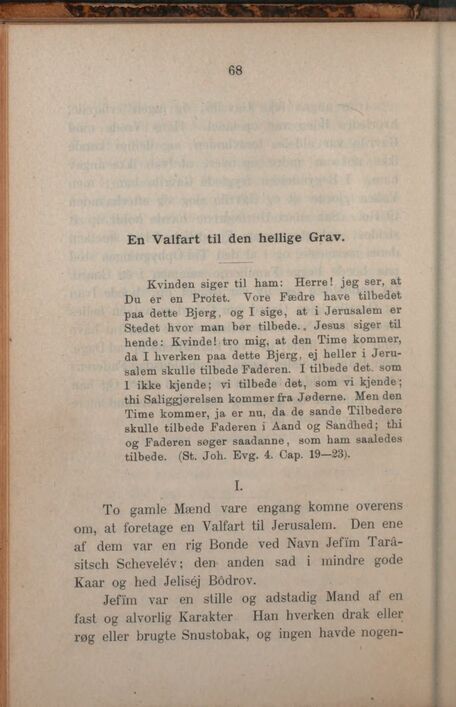 68
En Valfart til den hellige Grav.
Kvinden siger til ham: Herre! jeg ser, at
Du er en Protet. Vore Fædre have tilbedet
paa dette Bjerg, og I sige, at i Jerusalem er
Stedet hvor man bør tilbede.. Jesus siger til
hende: Kvinde! tro mig, at den Time kommer,
da I hverken paa dette Bjerg, ej heller i Jeru-
salem skulle tilbede Faderen. I tilbede det, som
I ikke kjende; vi tilbede det, som vi kjende;
thi Saliggjørelsen kommer fra Jøderne. Men den
Time kommer, ja er nu, da de sande Tilbedere
skulle tilbede Faderen i Aand og Sandhed; thi
og Faderen søger saadanne, som ham saaledes
tilbede. (St. Joh. Evg. 4. Cap. 19—23).
I.
To gamle Mænd vare engang komne overens
om, at foretage en Valfart til Jerusalem. Den ene
af dem var en rig Bonde ved Navn Jefïm Tarâ-
sitsch Schevelév; den anden sad i mindre gode
Kaar og hed Jeliséj Bôdrov.
Jefïm var en stille og adstadig Mand af en
fast og alvorlig Karakter Han hverken drak eller
røg eller brugte Snustobak, og ingen havde nogen-